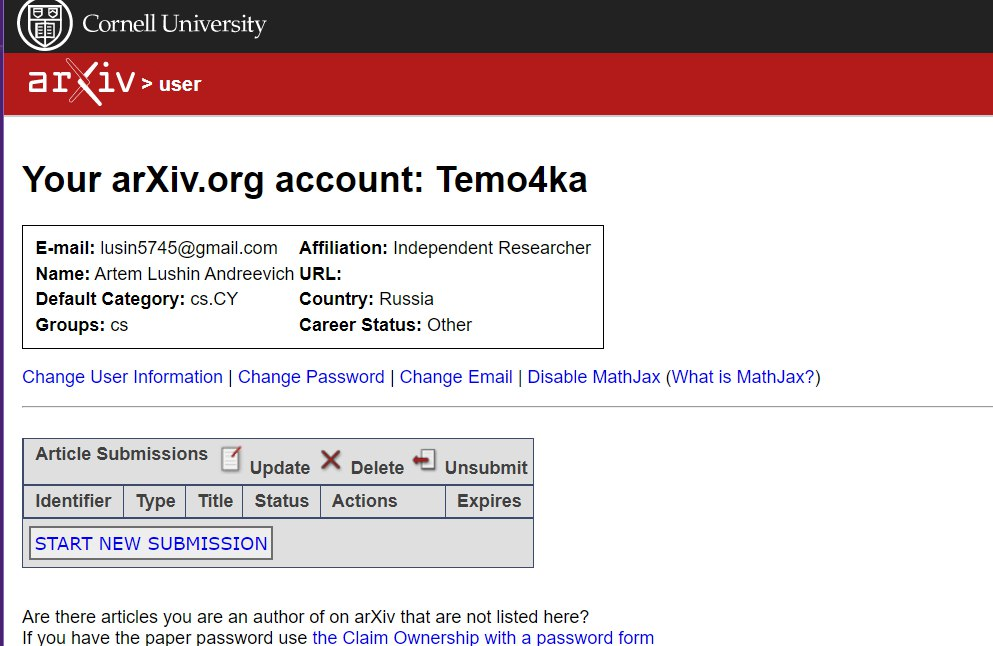 Cornell University
arXiv > user
Your arXiv.org account: Temo4ka
E-mail: lusin5745@gmail.com Affiliation: Independent Researcher
Name: Artem Lushin Andreevich URL:
Default Category: cs.CY Country: Russia
Groups: cs Career Status: Other
Change User Information | Change Password | Change Email | Disable MathJax (What is MathJax?)
Article Submissions Update Delete Unsubmit
Identifier Type Title Status Actions Expires
START NEW SUBMISSION
Are there articles you are an author of on arXiv that are not listed here?
If you have the paper password use the Claim Ownership with a password form